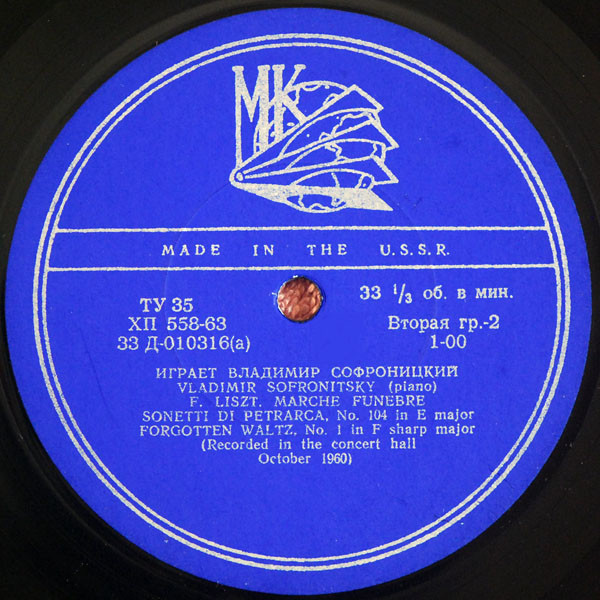 МК
MADE IN THE U.S.S.R.
ТУ 35
ХП 558-63
33 Д-010316(а)
33 ⅓ об. в мин.
Вторая гр.-2
1-00
ИГРАЕТ ВЛАДИМИР СОФРОНИЦКИЙ
VLADIMIR SOFRONITSKY (piano)
F. LISZT. MARCHE FUNEBRE
SONETTI DI PETRARCA, No. 104 in E major
FORGOTTEN WALTZ, No. 1 in F sharp major
(Recorded in the concert hall
October 1960)